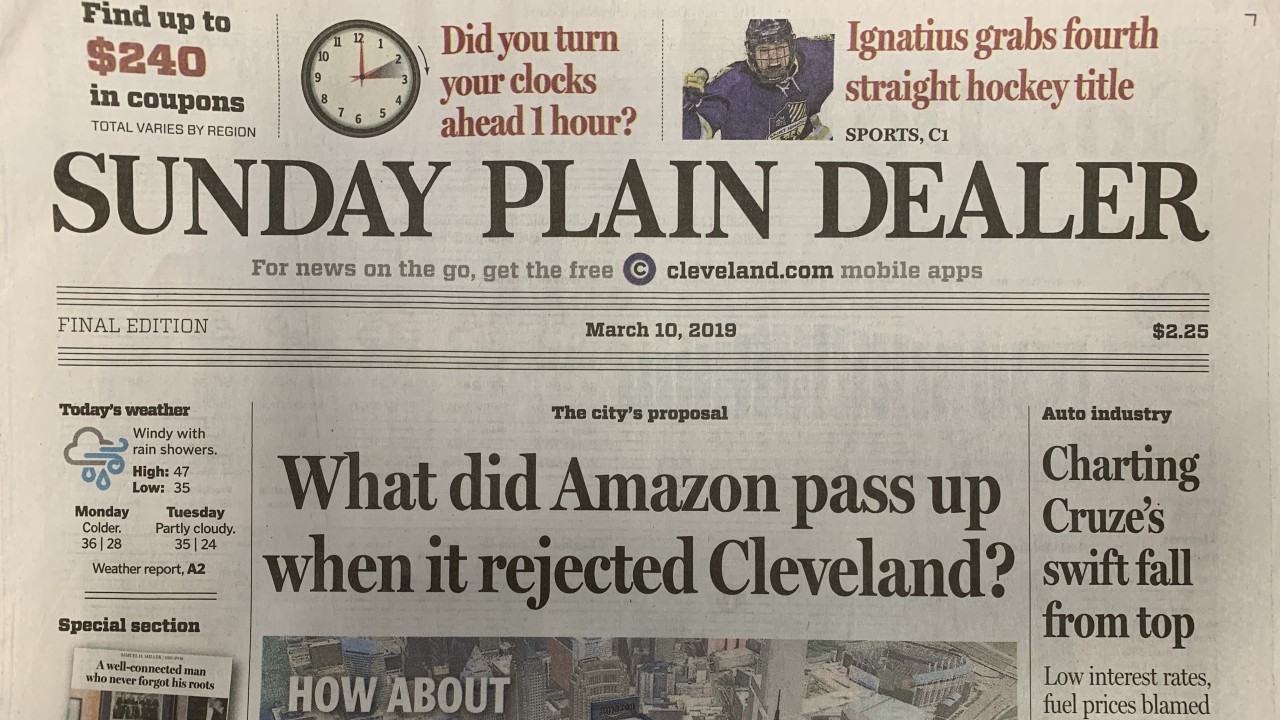 Find up to
$240
in coupons
TOTAL VARIES BY REGION
11 12 1
10 2
9 3
8 4
7 6 5
Did you turn
your clocks
ahead 1 hour?
Ignatius grabs fourth
straight hockey title
SPORTS, C1
SUNDAY PLAIN DEALER
For news on the go, get the free C cleveland.com mobile apps
FINAL EDITION March 10, 2019 $2.25
Today's weather
Windy with
rain showers.
High: 47
Low: 35
Monday Tuesday
Colder. Partly cloudy.
36 | 28 35 | 24
Weather report, A2
Special section
A well-connected man
who never forgot his roots
The city's proposal
What did Amazon pass up
when it rejected Cleveland?
HOW ABOUT
amazon
Auto industry
Charting
Cruze's
swift fall
from top
Low interest rates,
fuel prices blamed